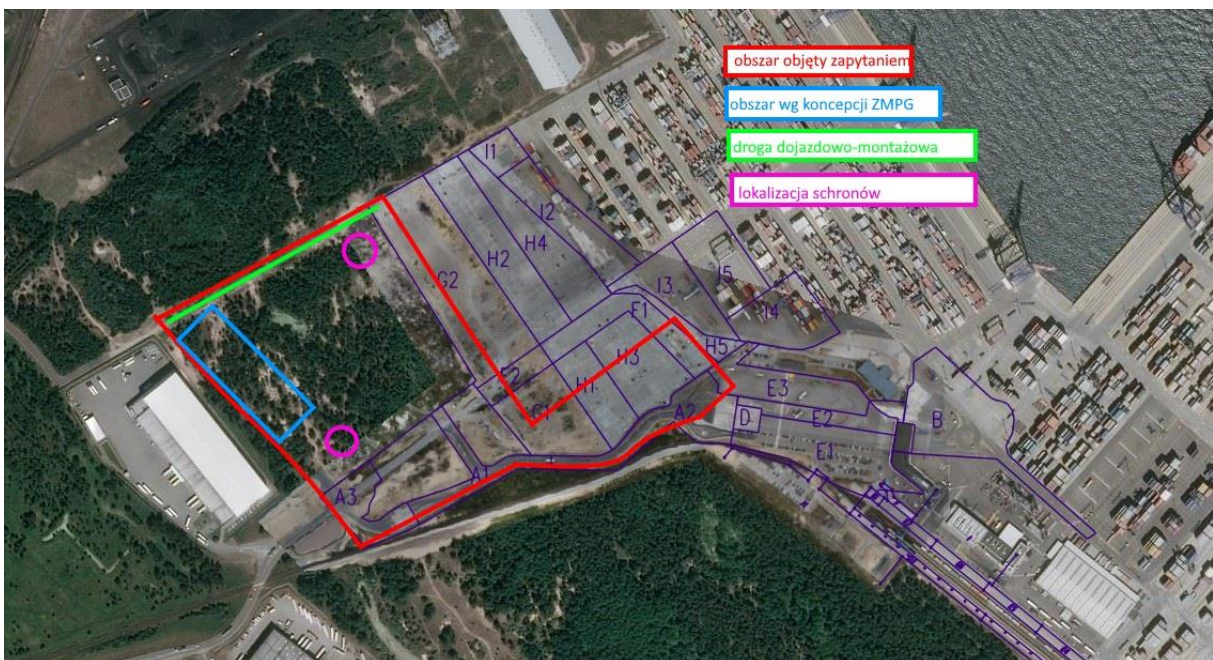 obszar objęty zapytaniem
obszar wg koncepcji ZMPG
droga dojazdowo-montażowa
lokalizacja schronów
I1
I2
H4
H2
G2
I5
I3
I4
F1
H5
H3
F2
H1
E3
G1
A2
D
E2
B
E1
A1
A3